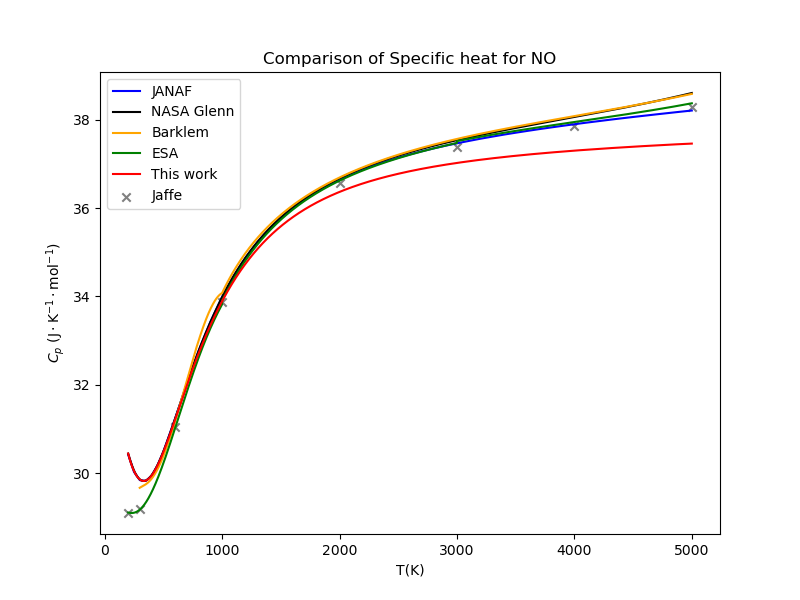 Comparison of Specific heat for NO
JANAF
NASA Glenn
Barklem
ESA
This work
Jaffe
38
36
34
32
30
C_p (J · K⁻¹ · mol⁻¹)
0 1000 2000 3000 4000 5000
T(K)